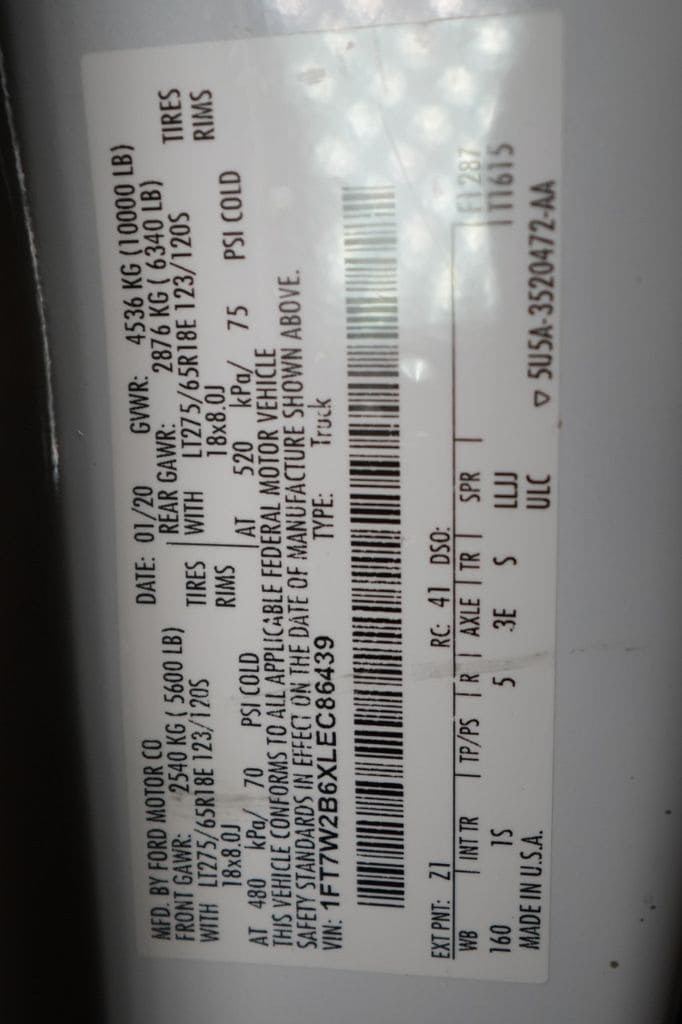 MFD. BY FORD MOTOR CO DATE: 01/20 GVWR: 4536 KG (10000 LB)
FRONT GAWR: 2540 KG ( 5600 LB) REAR GAWR: 2876 KG ( 6340 LB)
WITH LT275/65R18E 123/120S TIRES WITH LT275/65R18E 123/120S TIRES
18x8.0J RIMS 18x8.0J RIMS
AT 480 kPa/ 70 PSI COLD AT 520 kPa/ 75 PSI COLD
THIS VEHICLE CONFORMS TO ALL APPLICABLE FEDERAL MOTOR VEHICLE
SAFETY STANDARDS IN EFFECT ON THE DATE OF MANUFACTURE SHOWN ABOVE.
VIN: 1FT7W2B6XLEC86439 TYPE: Truck
EXT PNT: Z1 RC: 41 DSO:
WB INT TR TP/PS R AXLE TR SPR F1287
160 1S 5 3E S LLJJ T1615
MADE IN U.S.A. ULC ▽ 5U5A-3520472-AA